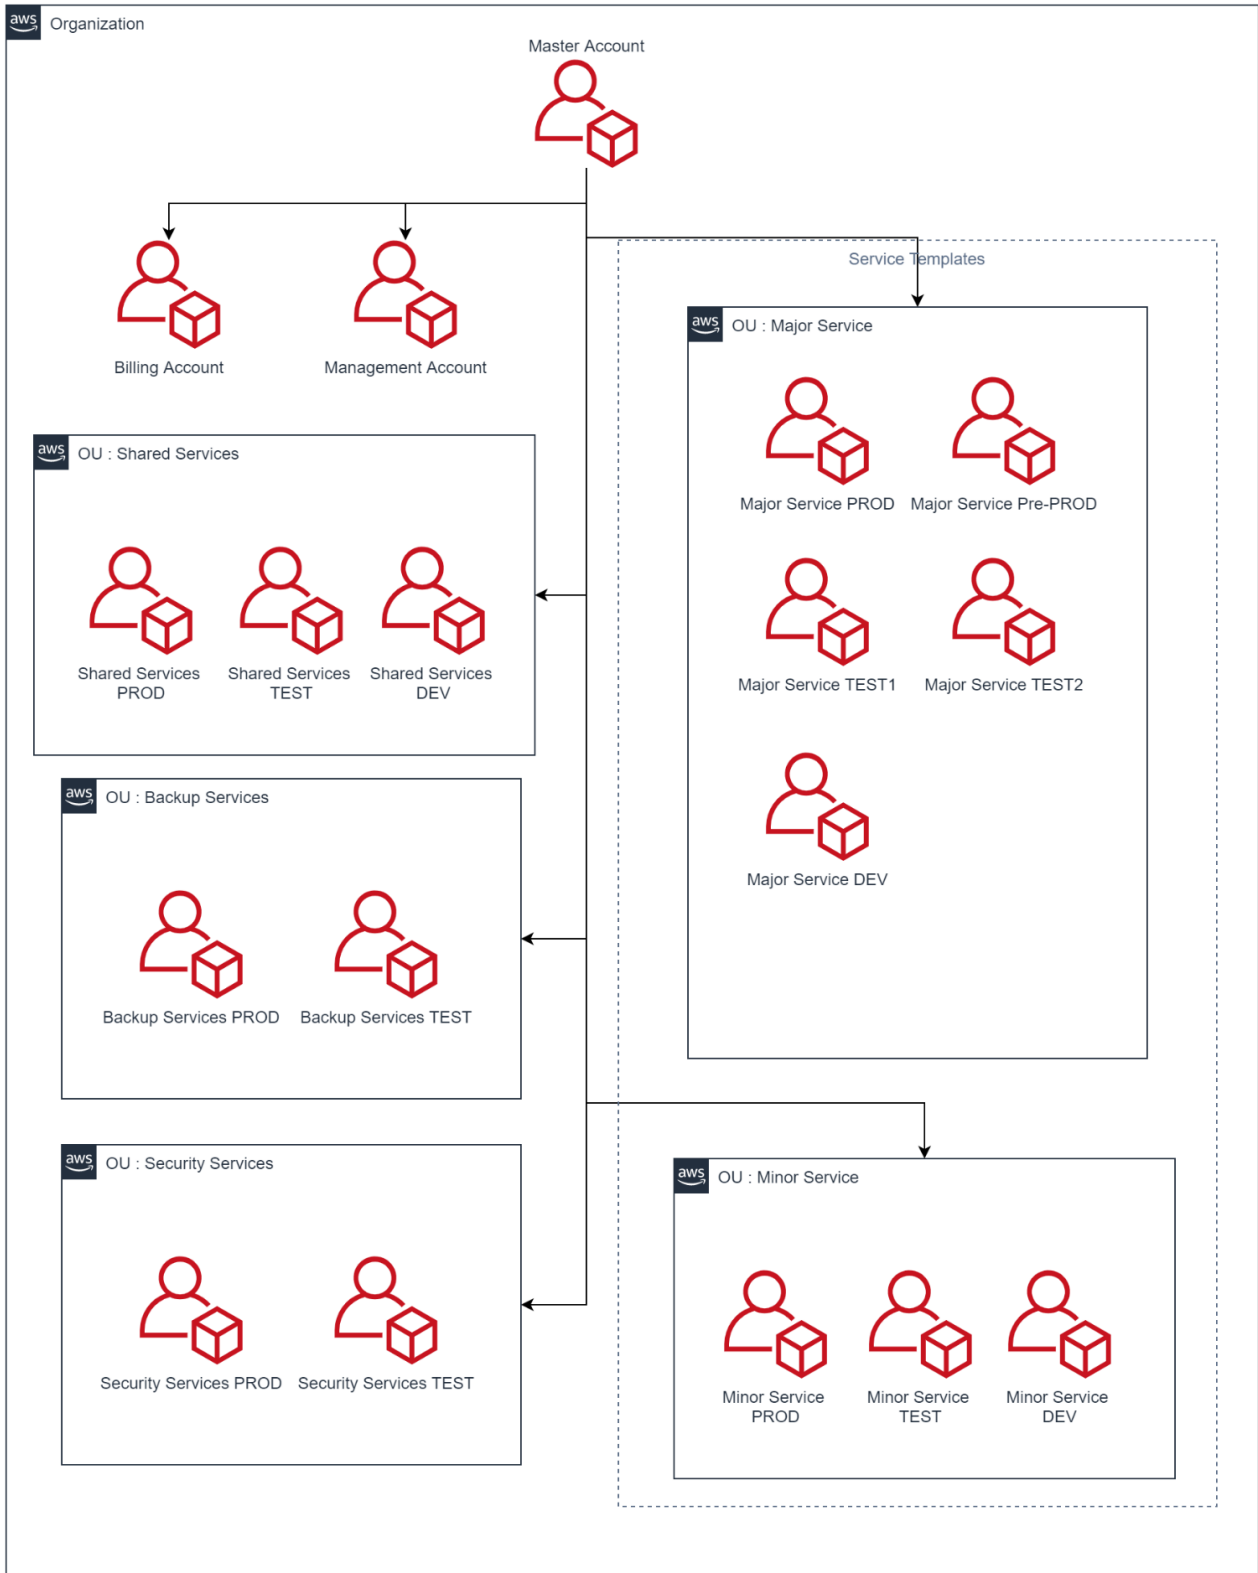 aws
Organization
Master Account
Billing Account
Management Account
Service Templates
aws
OU : Major Service
Major Service PROD
Major Service Pre-PROD
Major Service TEST1
Major Service TEST2
Major Service DEV
aws
OU : Shared Services
Shared Services
PROD
Shared Services
TEST
Shared Services
DEV
aws
OU : Backup Services
Backup Services PROD
Backup Services TEST
aws
OU : Security Services
Security Services PROD
Security Services TEST
aws
OU : Minor Service
Minor Service
PROD
Minor Service
TEST
Minor Service
DEV